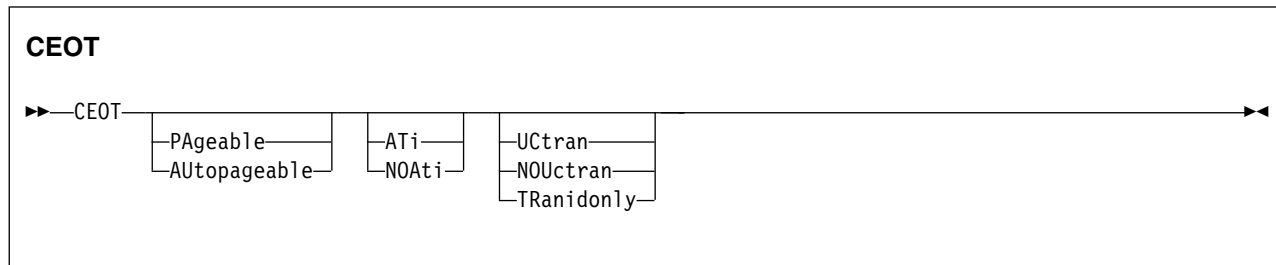 CEOT
CEOT
PAgeable ATi UCtran
AUtopageable NOAti NOUctran
TRanidonly